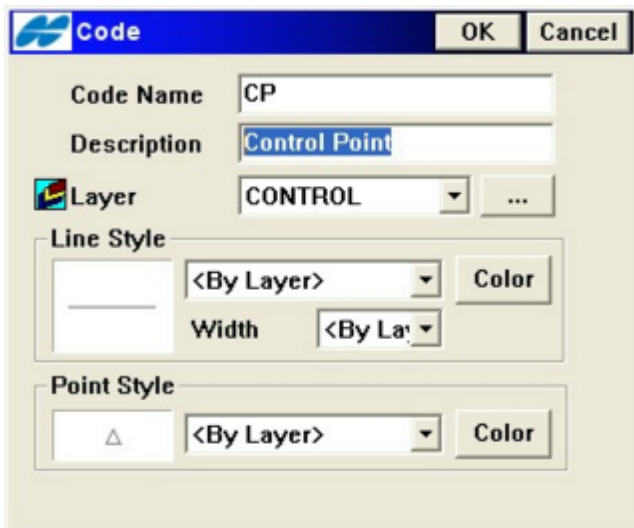 Code OK Cancel
Code Name CP
Description Control Point
Layer CONTROL ...
Line Style
<By Layer> Color
Width <By Lay
Point Style
<By Layer> Color